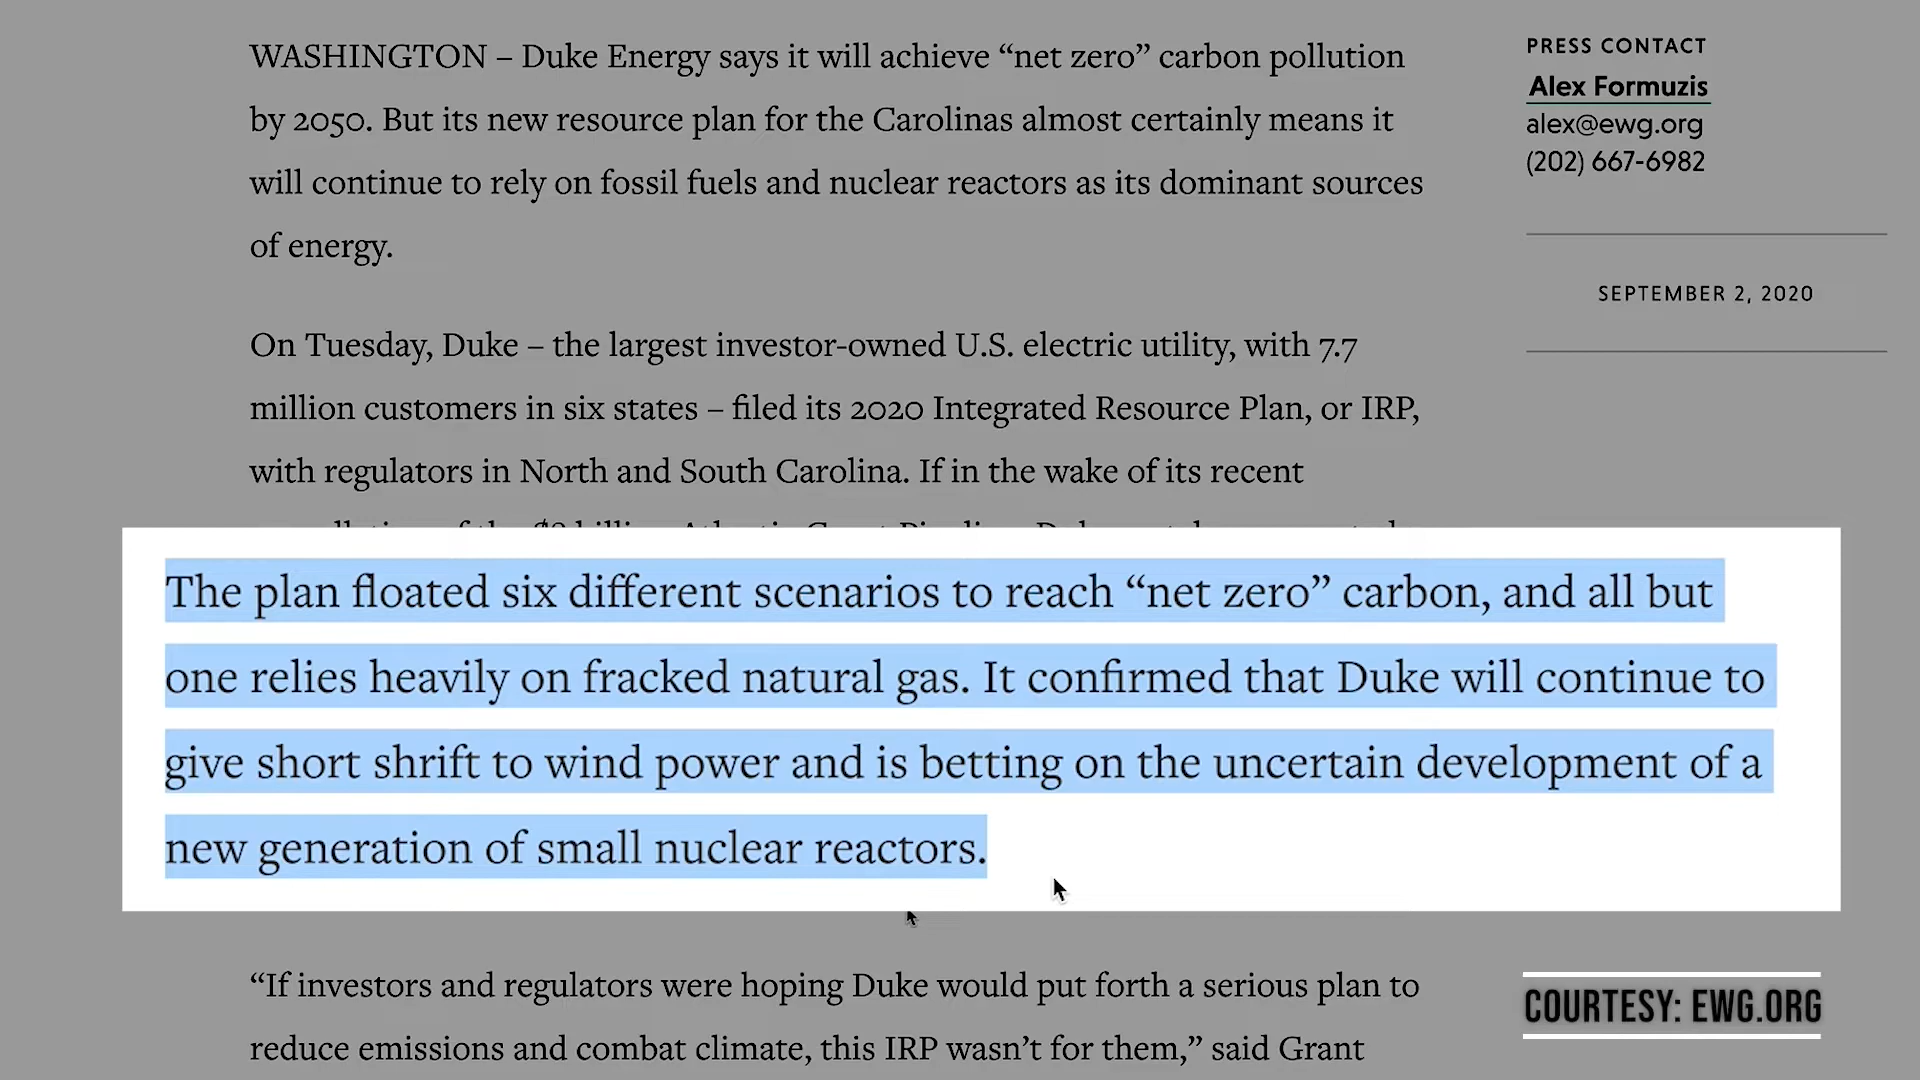 WASHINGTON – Duke Energy says it will achieve “net zero” carbon pollution
by 2050. But its new resource plan for the Carolinas almost certainly means it
will continue to rely on fossil fuels and nuclear reactors as its dominant sources
of energy.
On Tuesday, Duke – the largest investor-owned U.S. electric utility, with 7.7
million customers in six states – filed its 2020 Integrated Resource Plan, or IRP,
with regulators in North and South Carolina. If in the wake of its recent
The plan floated six different scenarios to reach “net zero” carbon, and all but
one relies heavily on fracked natural gas. It confirmed that Duke will continue to
give short shrift to wind power and is betting on the uncertain development of a
new generation of small nuclear reactors.
“If investors and regulators were hoping Duke would put forth a serious plan to
reduce emissions and combat climate, this IRP wasn’t for them,” said Grant
PRESS CONTACT
Alex Formuzis
alex@ewg.org
(202) 667-6982
SEPTEMBER 2, 2020
COURTESY: EWG.ORG